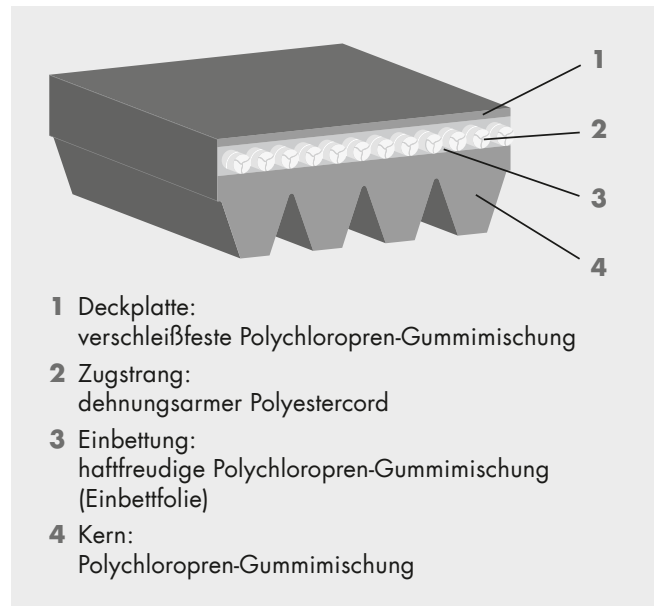 1
2
3
4
1 Deckplatte:
verschleißfeste Polychloropren-Gummimischung
2 Zugstrang:
dehnungsarmer Polyestercord
3 Einbettung:
haftfreudige Polychloropren-Gummimischung
(Einbettfolie)
4 Kern:
Polychloropren-Gummimischung